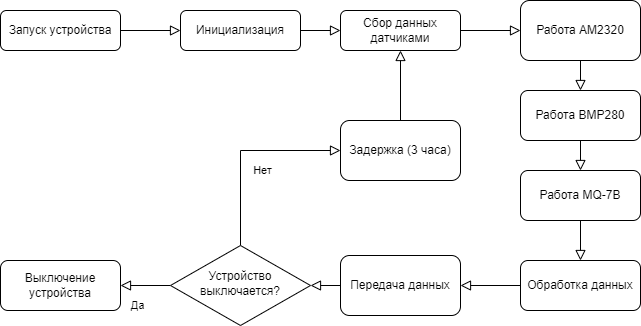 Запуск устройства
Инициализация
Сбор данных
датчиками
Работа AM2320
Работа BMP280
Задержка (3 часа)
Нет
Работа MQ-7B
Выключение
устройства
Да
Устройство
выключается?
Передача данных
Обработка данных